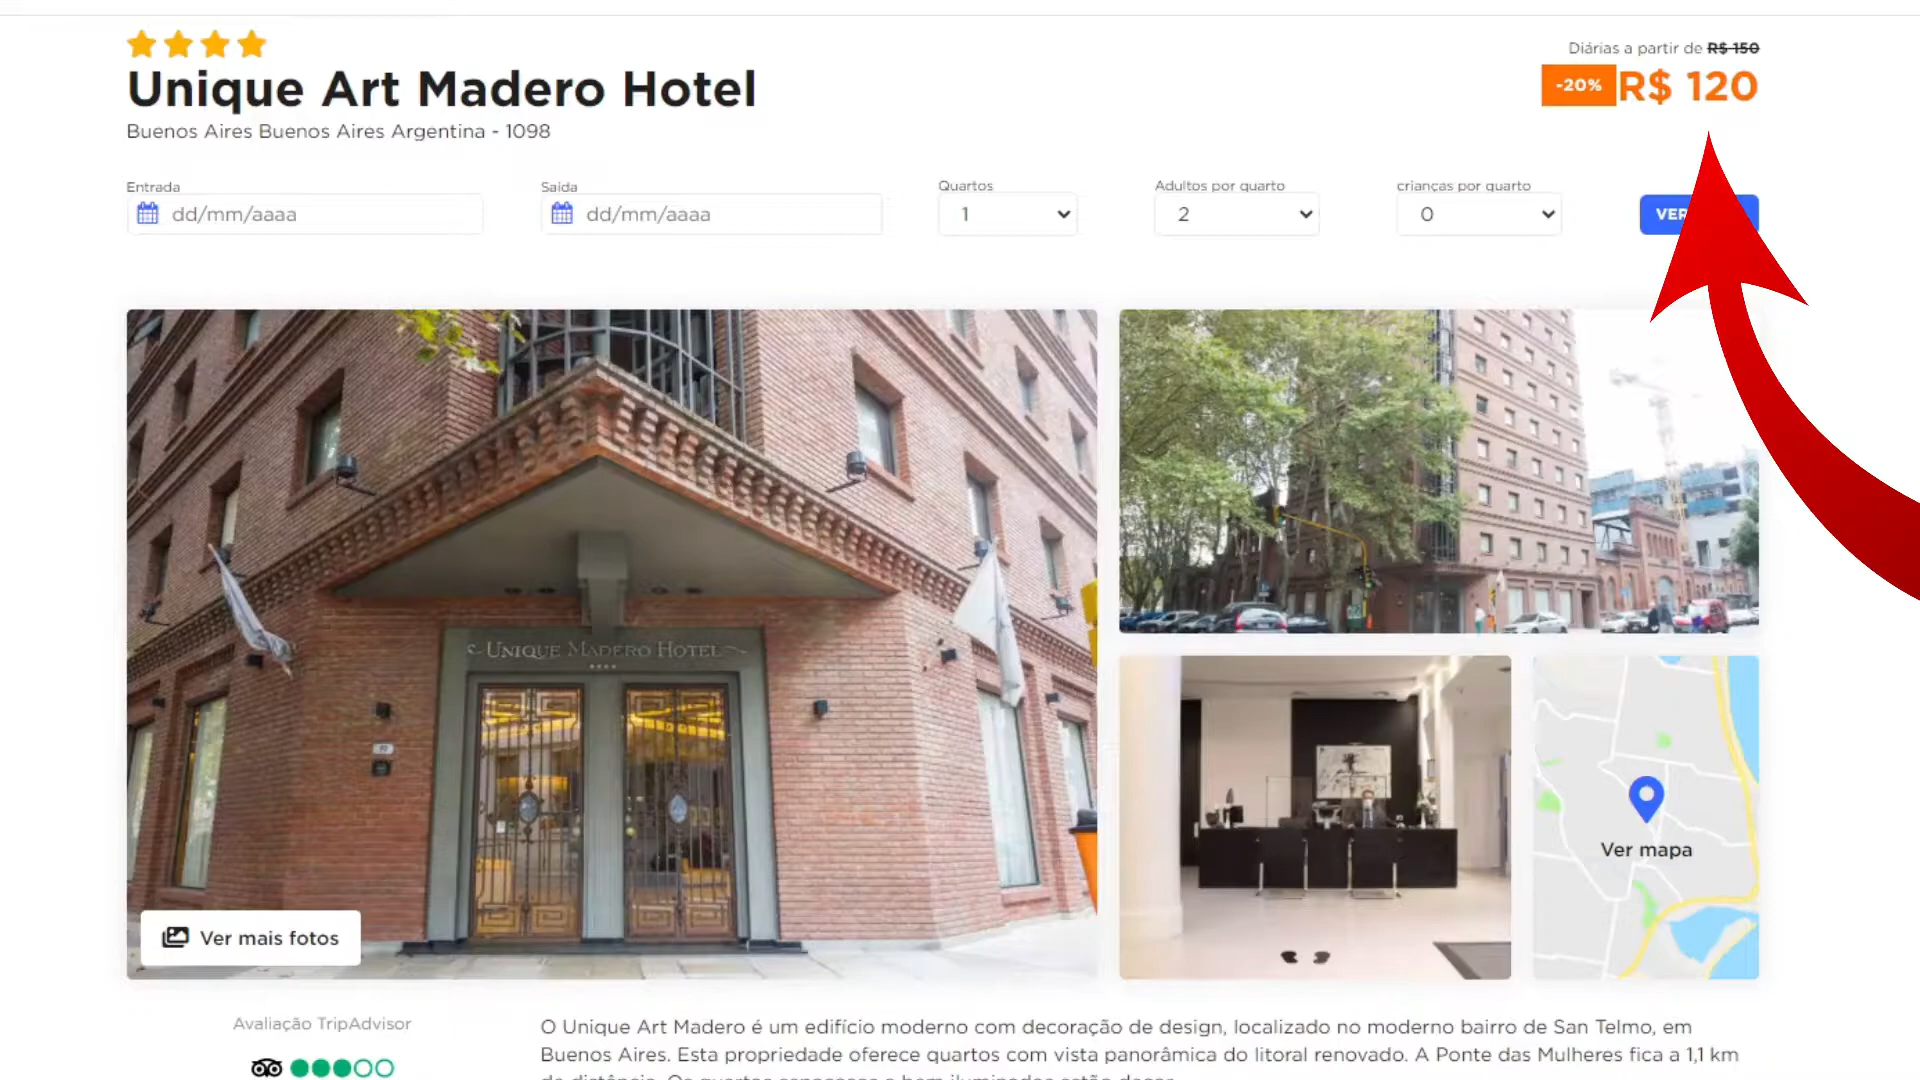 Diárias a partir de R$ 150
Unique Art Madero Hotel
-20% R$ 120
Buenos Aires Buenos Aires Argentina - 1098
Entrada
Saída
Quartos
Adultos por quarto
crianças por quarto
dd/mm/aaaa
dd/mm/aaaa
1
2
0
VER
UNIQUE MADERO HOTEL
Ver mapa
Ver mais fotos
Avaliação TripAdvisor
O Unique Art Madero é um edifício moderno com decoração de design, localizado no moderno bairro de San Telmo, em
Buenos Aires. Esta propriedade oferece quartos com vista panorâmica do litoral renovado. A Ponte das Mulheres fica a 1,1 km